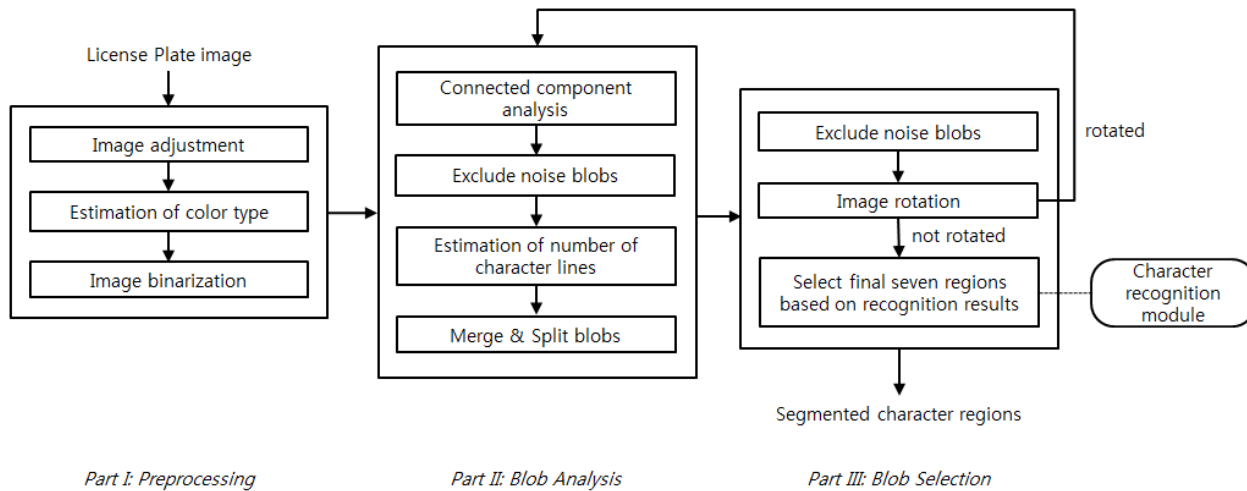 License Plate image
Image adjustment
Estimation of color type
Image binarization
Connected component
analysis
Exclude noise blobs
Estimation of number of
character lines
Merge & Split blobs
Exclude noise blobs
Image rotation
rotated
not rotated
Select final seven regions
based on recognition results
Character
recognition
module
Segmented character regions
Part I: Preprocessing
Part II: Blob Analysis
Part III: Blob Selection